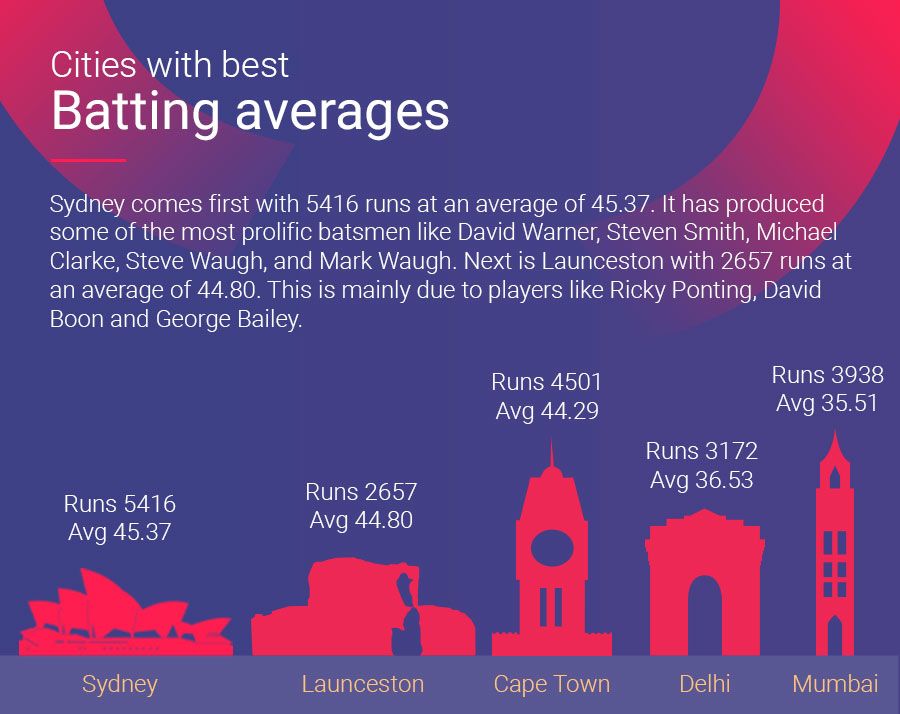 Cities with best
Batting averages
Sydney comes first with 5416 runs at an average of 45.37. It has produced
some of the most prolific batsmen like David Warner, Steven Smith, Michael
Clarke, Steve Waugh, and Mark Waugh. Next is Launceston with 2657 runs at
an average of 44.80. This is mainly due to players like Ricky Ponting, David
Boon and George Bailey.
Runs 5416
Avg 45.37
Runs 2657
Avg 44.80
Runs 4501
Avg 44.29
Runs 3172
Avg 36.53
Runs 3938
Avg 35.51
Sydney
Launceston
Cape Town
Delhi
Mumbai